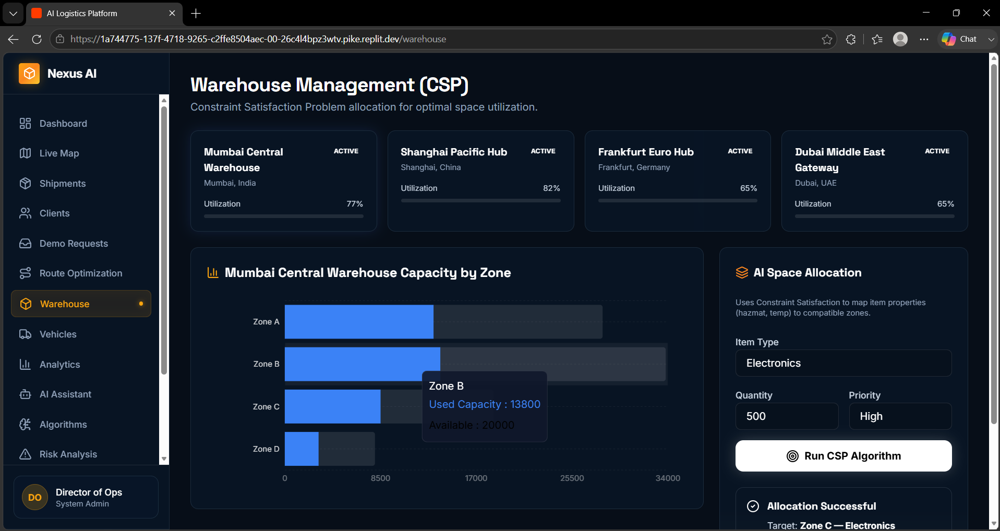 AI Logistics Platform
https://1a744775-137f-4718-9265-c2ffe8504aec-00-26c4l4bpz3wtv.pike.replit.dev/warehouse
Chat
Nexus AI
Dashboard
Live Map
Shipments
Clients
Demo Requests
Route Optimization
Warehouse
Vehicles
Analytics
AI Assistant
Algorithms
Risk Analysis
DO
Director of Ops
System Admin
Warehouse Management (CSP)
Constraint Satisfaction Problem allocation for optimal space utilization.
Mumbai Central
Warehouse
ACTIVE
Mumbai, India
Utilization 77%
Shanghai Pacific Hub
ACTIVE
Shanghai, China
Utilization 82%
Frankfurt Euro Hub
ACTIVE
Frankfurt, Germany
Utilization 65%
Dubai Middle East
Gateway
ACTIVE
Dubai, UAE
Utilization 65%
Mumbai Central Warehouse Capacity by Zone
Zone A
Zone B
Zone C
Zone D
Zone B
Used Capacity : 13800
Available : 20000
0 8500 17000 25500 34000
AI Space Allocation
Uses Constraint Satisfaction to map item properties
(hazmat, temp) to compatible zones.
Item Type
Electronics
Quantity Priority
500 High
Run CSP Algorithm
Allocation Successful
Target: Zone C — Electronics